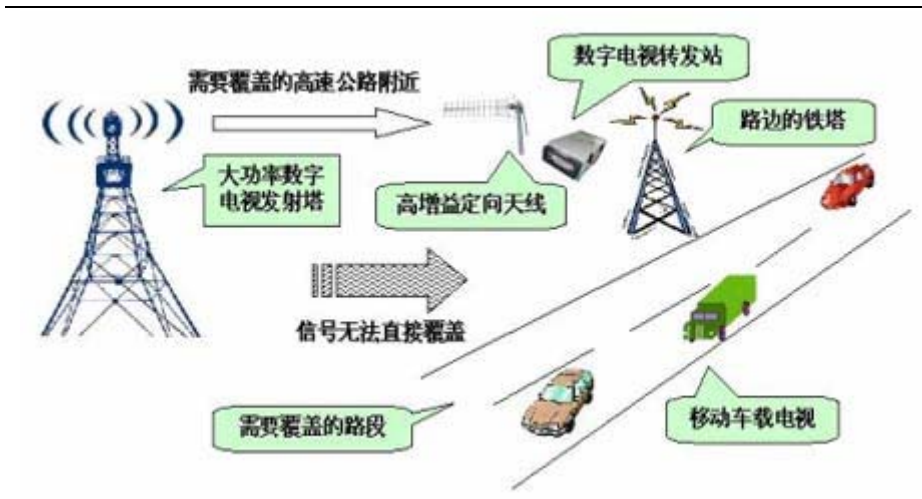 数字电视转发站
需要覆盖的高速公路附近
路边的铁塔
大功率数字
电视发射塔
高增益定向天线
信号无法直接覆盖
需要覆盖的路段
移动车载电视